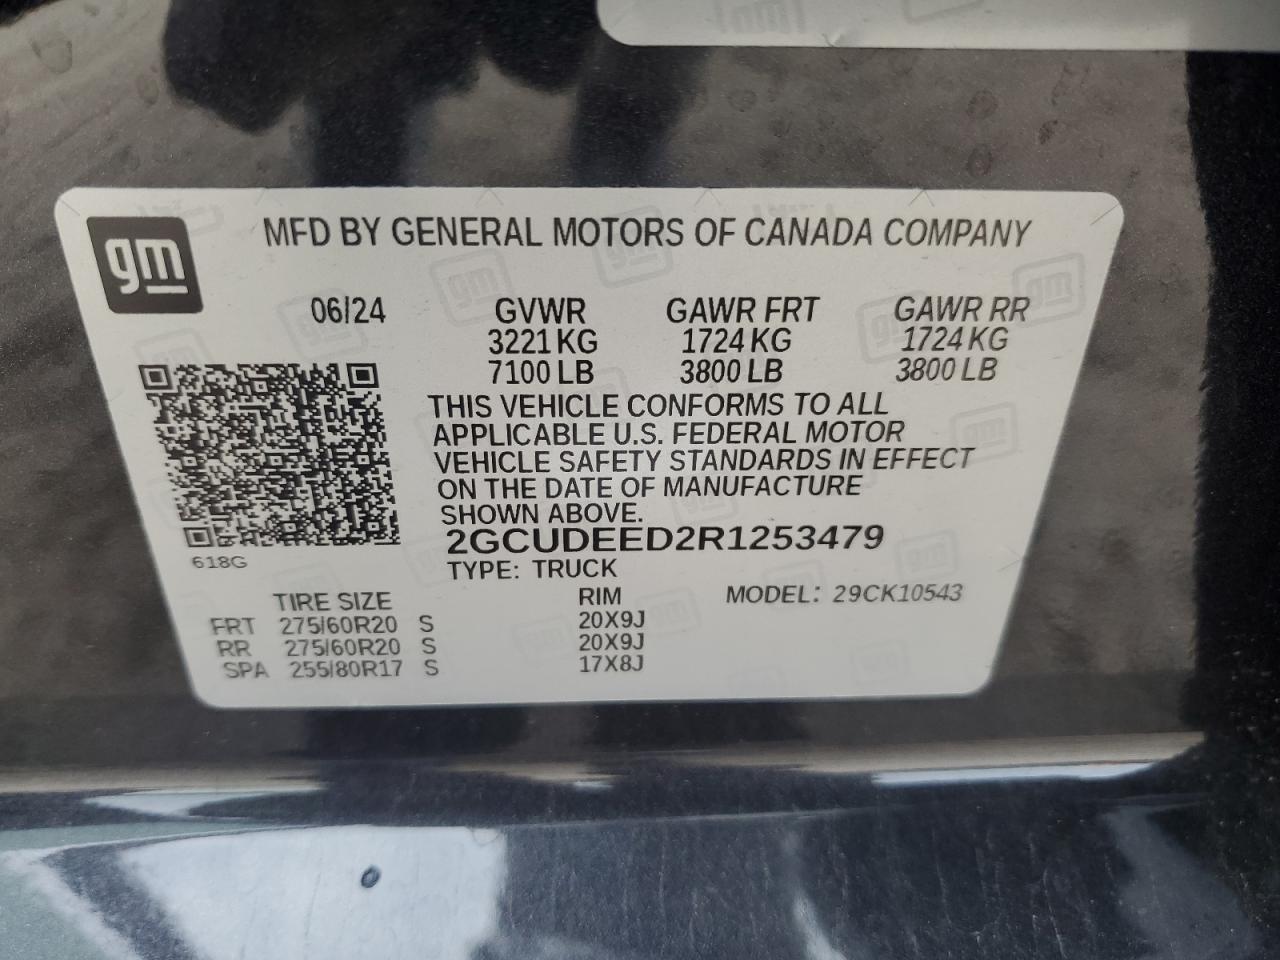 gm
MFD BY GENERAL MOTORS OF CANADA COMPANY
06/24 GVWR GAWR FRT GAWR RR
3221 KG 1724 KG 1724 KG
7100 LB 3800 LB 3800 LB
THIS VEHICLE CONFORMS TO ALL
APPLICABLE U.S. FEDERAL MOTOR
VEHICLE SAFETY STANDARDS IN EFFECT
ON THE DATE OF MANUFACTURE
SHOWN ABOVE.
2GCUDEED2R1253479
618G
TYPE: TRUCK
TIRE SIZE RIM MODEL: 29CK10543
FRT 275/60R20 S 20X9J
RR 275/60R20 S 20X9J
SPA 255/80R17 S 17X8J